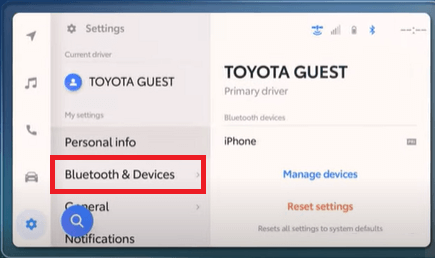 Settings
Current driver
TOYOTA GUEST
My settings
Personal info
Bluetooth & Devices
General
Notifications
--:--
TOYOTA GUEST
Primary driver
Bluetooth devices
iPhone
Manage devices
Reset settings
Resets all settings to system defaults